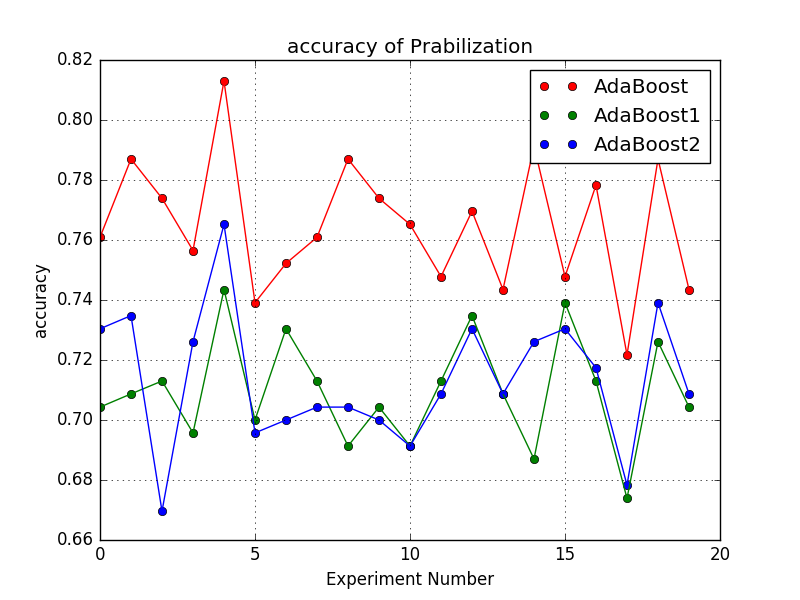 accuracy of Prabilization
AdaBoost
AdaBoost1
AdaBoost2
accuracy
0.82
0.80
0.78
0.76
0.74
0.72
0.70
0.68
0.66
0 5 10 15 20
Experiment Number